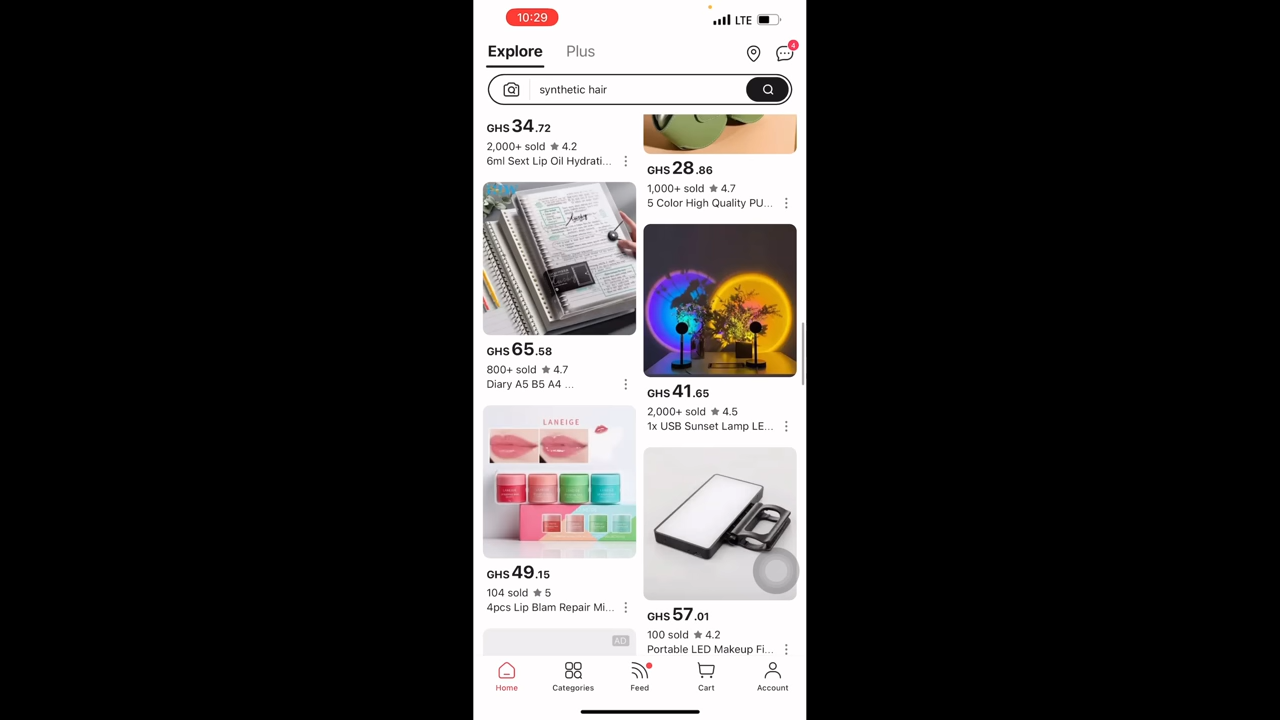 10:29
LTE
Explore Plus
4
synthetic hair
GHS 34.72
2,000+ sold ★ 4.2
6ml Sext Lip Oil Hydrati...
GHS 28.86
1,000+ sold ★ 4.7
5 Color High Quality PU...
GHS 65.58
800+ sold ★ 4.7
Diary A5 B5 A4 ...
GHS 41.65
2,000+ sold ★ 4.5
1x USB Sunset Lamp LE...
LANEIGE
GHS 49.15
104 sold ★ 5
4pcs Lip Blam Repair Mi...
GHS 57.01
100 sold ★ 4.2
Portable LED Makeup Fi...
AD
Home Categories Feed Cart Account